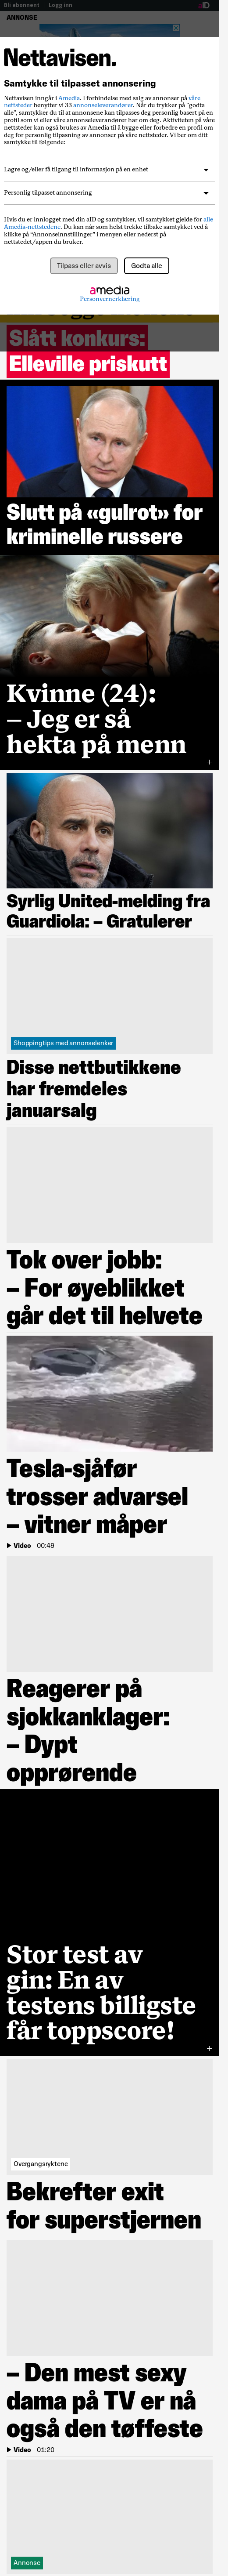 Bli abonnent | Logg inn
aID
ANNONSE
Nettavisen.
Samtykke til tilpasset annonsering
Nettavisen inngår i Amedia. I forbindelse med salg av annonser på våre
nettsteder benytter vi 33 annonseleverandører. Når du trykker på "godta
alle", samtykker du til at annonsene kan tilpasses deg personlig basert på
informasjon vi eller våre annonseleverandører har om deg. Aktiviteten på våre
nettsteder kan også brukes av Amedia til å bygge eller forbedre en profil om
deg for personlig tilpasning av annonser på våre nettsteder. Vi ber om ditt
samtykke til følgende:
Lagre og/eller få tilgang til informasjon på en enhet
Personlig tilpasset annonsering
Hvis du er innlogget med din aID og samtykker, vil samtykket gjelde for alle
Amedia-nettstedene. Du kan når som helst trekke tilbake samtykket ved å
klikke på "Annonseinnstillinger" i menyen eller nederst på
nettstedet/appen du bruker.
Tilpass eller avvis
Godta alle
amedia
Personvernerklæring
Slått konkurs:
Elleville priskutt
Slutt på «gulrot» for
kriminelle russere
Kvinne (24):
– Jeg er så
hekta på menn
+
Syrlig United-melding fra
Guardiola: – Gratulerer
Shoppingtips med annonselenker
Disse nettbutikkene
har fremdeles
januarsalg
Tok over jobb:
– For øyeblikket
går det til helvete
Tesla-sjåfør
trosser advarsel
– vitner måper
Video | 00:49
Reagerer på
sjokkanklager:
– Dypt
opprørende
Stor test av
gin: En av
testens billigste
får toppscore!
+
Overgangsryktene
Bekrefter exit
for superstjernen
– Den mest sexy
dama på TV er nå
også den tøffeste
Video | 01:20
Annonse